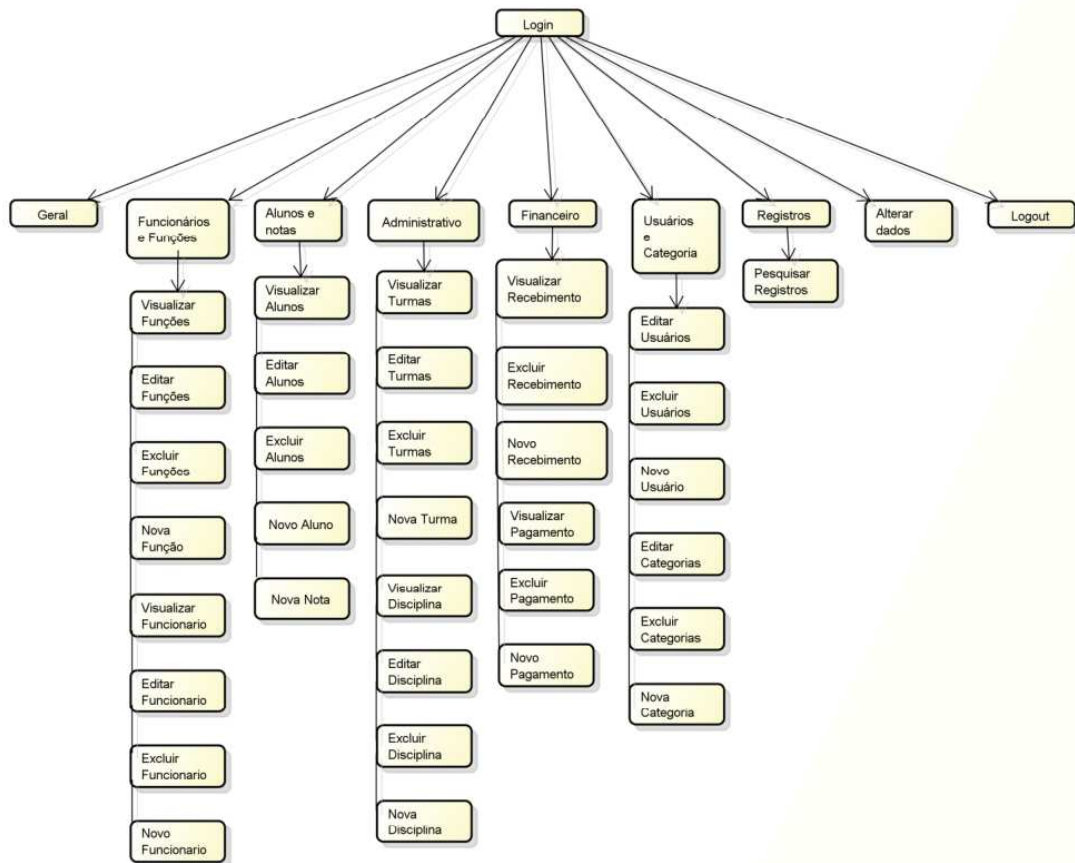 Login
Geral
Funcionários
e Funções
Alunos e
notas
Administrativo
Financeiro
Usuários
e
Categoria
Registros
Alterar
dados
Logout
Visualizar
Funções
Editar
Funções
Excluir
Funções
Nova
Função
Visualizar
Funcionario
Editar
Funcionario
Excluir
Funcionario
Novo
Funcionario
Visualizar
Alunos
Editar
Alunos
Excluir
Alunos
Novo Aluno
Nova Nota
Visualizar
Turmas
Editar
Turmas
Excluir
Turmas
Nova Turma
Visualizar
Disciplina
Editar
Disciplina
Excluir
Disciplina
Nova
Disciplina
Visualizar
Recebimento
Excluir
Recebimento
Novo
Recebimento
Visualizar
Pagamento
Excluir
Pagamento
Novo
Pagamento
Editar
Usuários
Excluir
Usuários
Novo
Usuário
Editar
Categorias
Excluir
Categorias
Nova
Categoria
Pesquisar
Registros